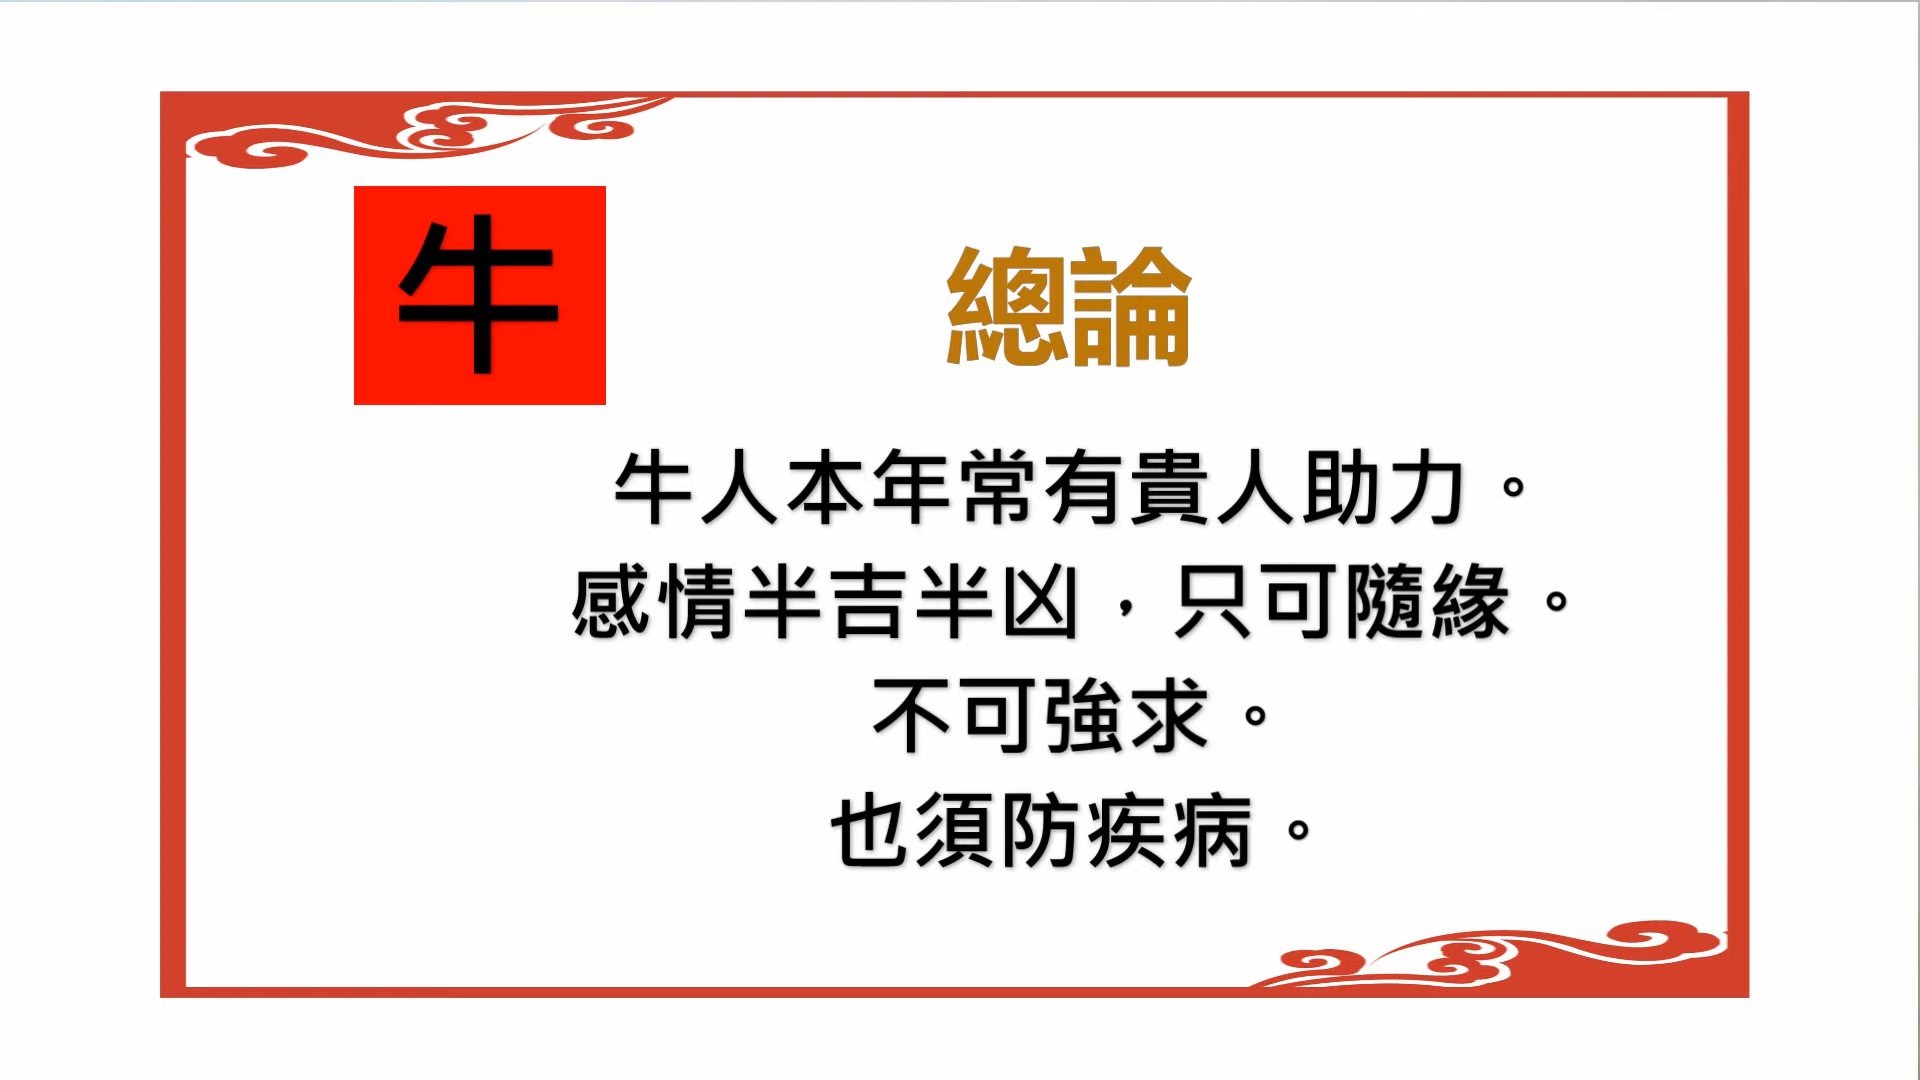 牛
總論
牛人本年常有貴人助力。
感情半吉半凶，只可隨緣。
不可強求。
也須防疾病。